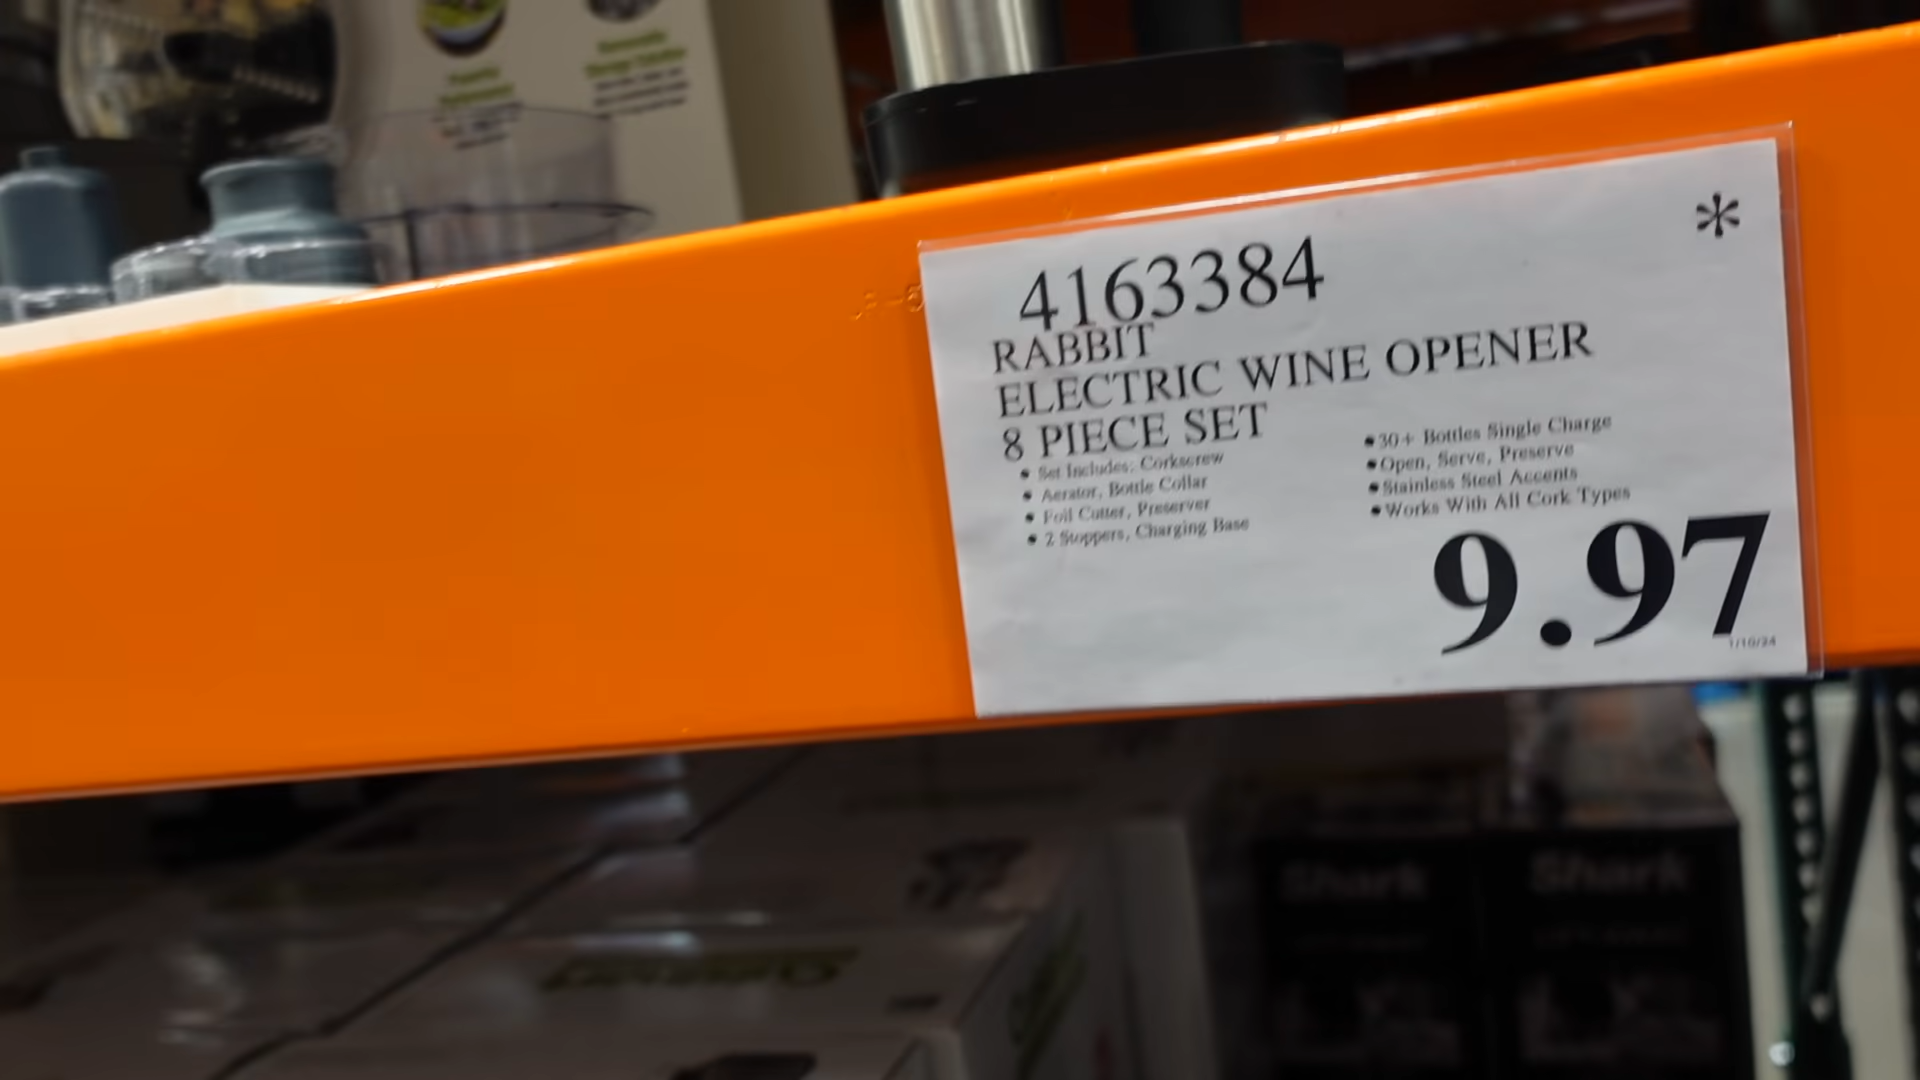 *
4163384
RABBIT
ELECTRIC WINE OPENER
8 PIECE SET
• Set Includes: Corkscrew
• Aerator, Bottle Collar
• Foil Cutter, Preserver
• 2 Stoppers, Charging Base
•30+ Bottles Single Charge
•Open, Serve, Preserve
•Stainless Steel Accents
•Works With All Cork Types
9.97
1/10/24
Shark
Shark